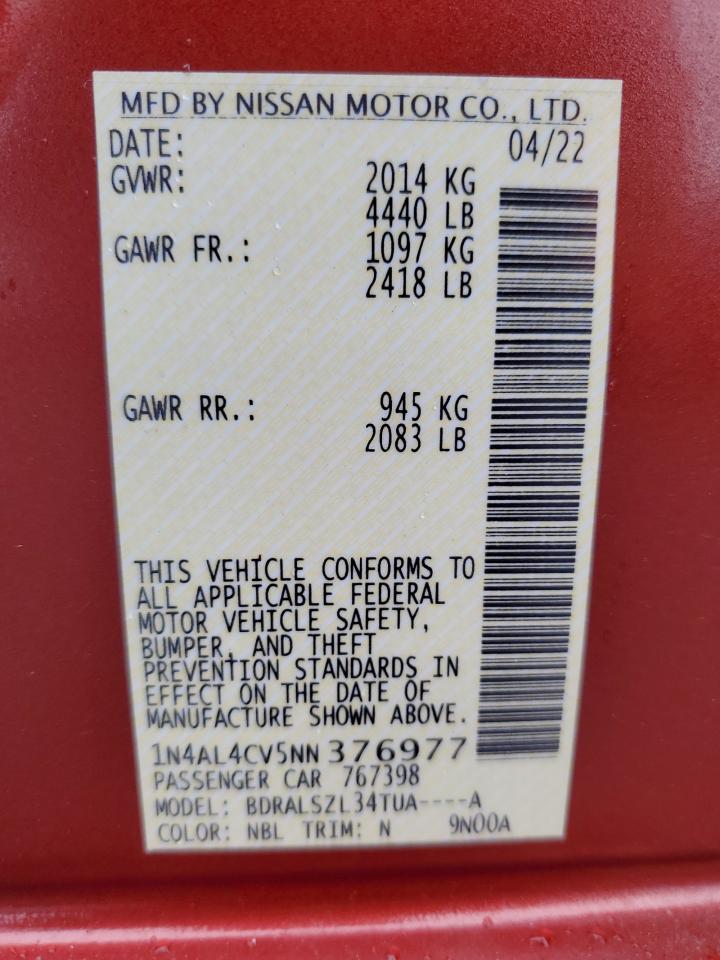 MFD BY NISSAN MOTOR CO., LTD.
DATE: 04/22
GVWR: 2014 KG
4440 LB
GAWR FR.: 1097 KG
2418 LB
GAWR RR.: 945 KG
2083 LB
THIS VEHICLE CONFORMS TO
ALL APPLICABLE FEDERAL
MOTOR VEHICLE SAFETY,
BUMPER, AND THEFT
PREVENTION STANDARDS IN
EFFECT ON THE DATE OF
MANUFACTURE SHOWN ABOVE.
1N4AL4CV5NN376977
PASSENGER CAR 767398
MODEL: BDRALSZL34TUA----A
COLOR: NBL TRIM: N 9N00A